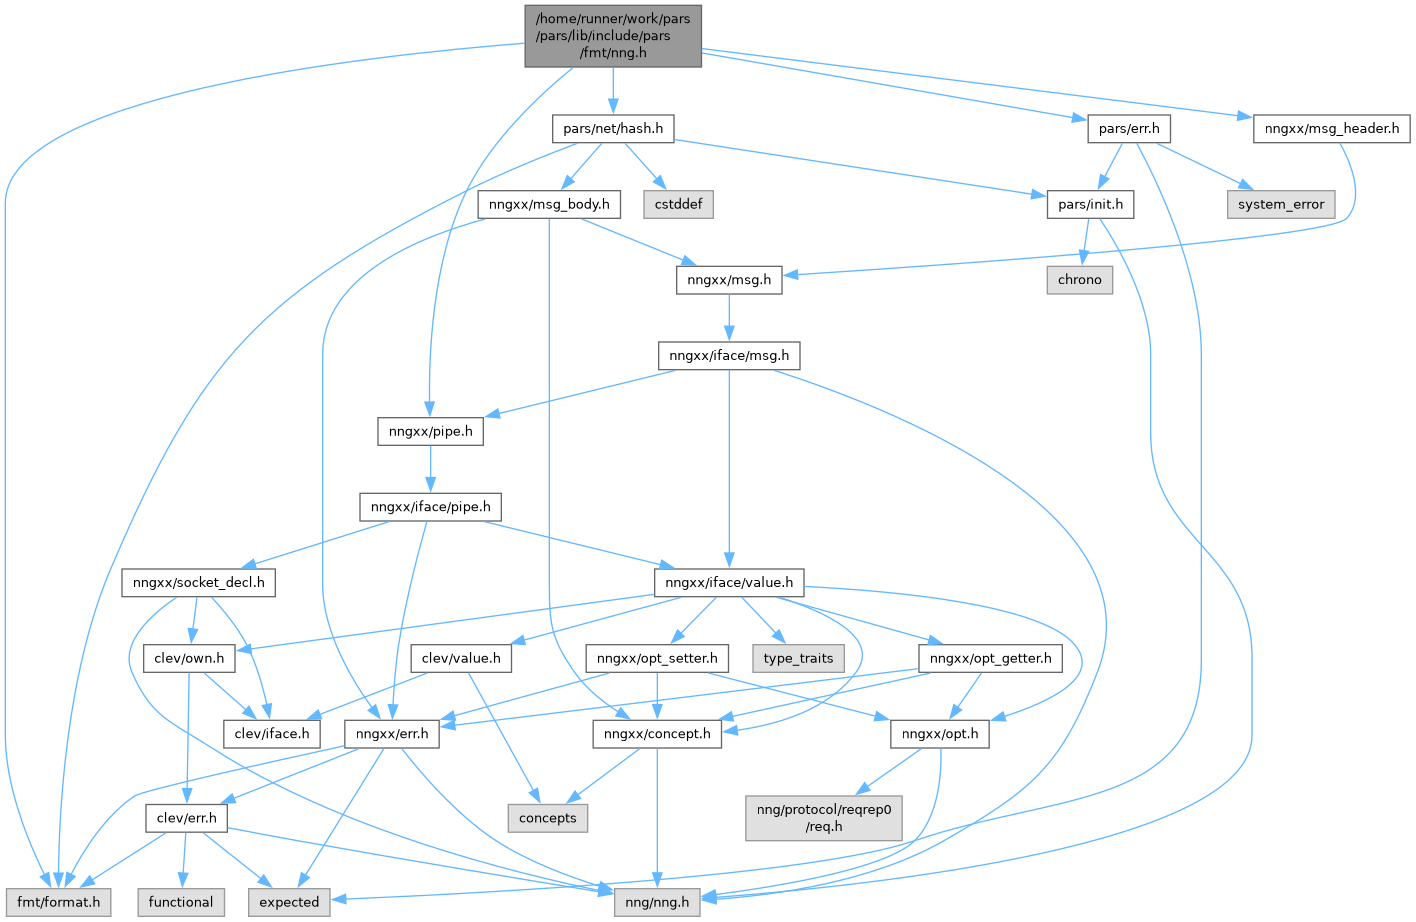 /home/runner/work/pars
/pars/lib/include/pars
/fmt/nng.h
pars/net/hash.h
pars/err.h
nngxx/msg_header.h
nngxx/msg_body.h
cstddef
pars/init.h
system_error
nngxx/msg.h
chrono
nngxx/iface/msg.h
nngxx/pipe.h
nngxx/iface/pipe.h
nngxx/socket_decl.h
nngxx/iface/value.h
clev/own.h
clev/value.h
nngxx/opt_setter.h
type_traits
nngxx/opt_getter.h
clev/iface.h
nngxx/err.h
nngxx/concept.h
nngxx/opt.h
clev/err.h
concepts
nng/protocol/reqrep0
/req.h
fmt/format.h
functional
expected
nng/nng.h